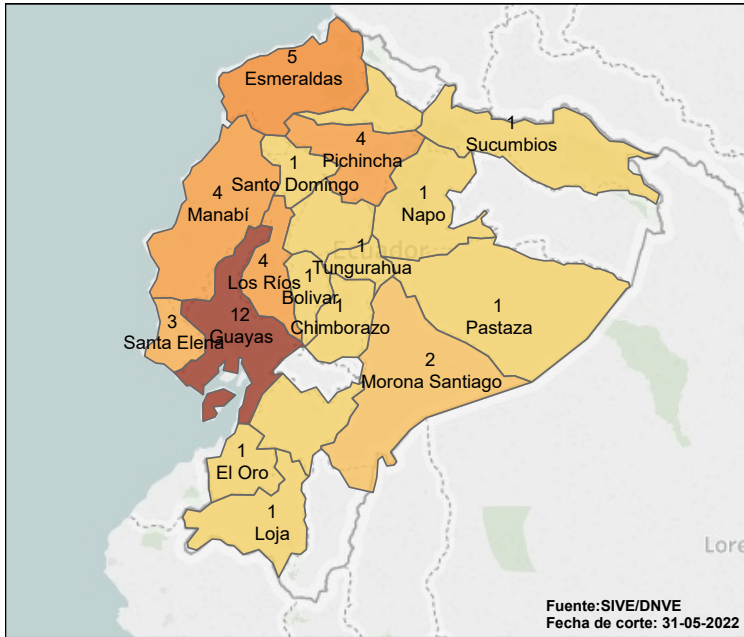 5
Esmeraldas
1
Sucumbios
4
Pichincha
1
Santo Domingo
4
Manabí
1
Napo
Ecuador
1
Tungurahua
4
Los Ríos
1
Bolivar
1
Chimborazo
1
Pastaza
12
Guayas
3
Santa Elena
2
Morona Santiago
1
El Oro
1
Loja
Lore
Fuente:SIVE/DNVE
Fecha de corte: 31-05-2022